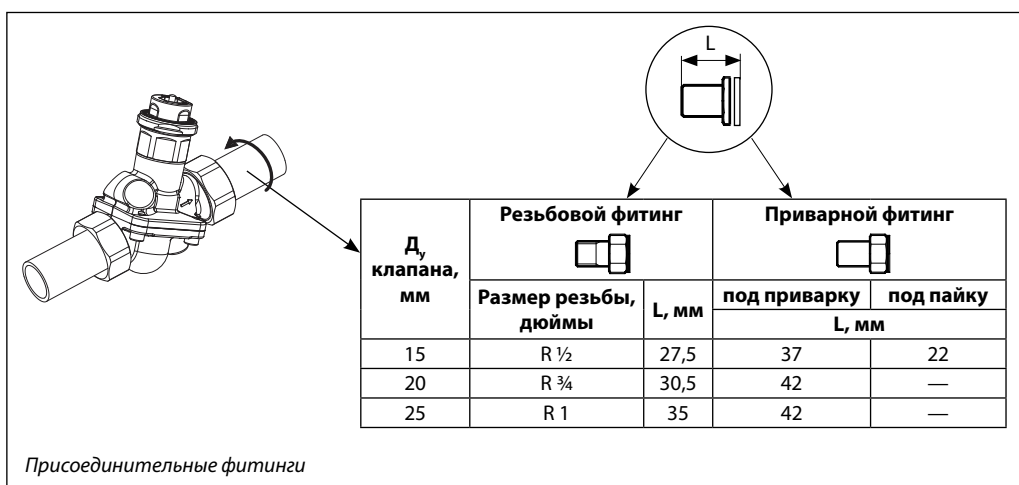 L
Д_у клапана, мм
Резьбовой фитинг
Приварной фитинг
Размер резьбы, дюймы
L, мм
под приварку
под пайку
L, мм
15 R ½ 27,5 37 22
20 R ¾ 30,5 42 —
25 R 1 35 42 —
Присоединительные фитинги